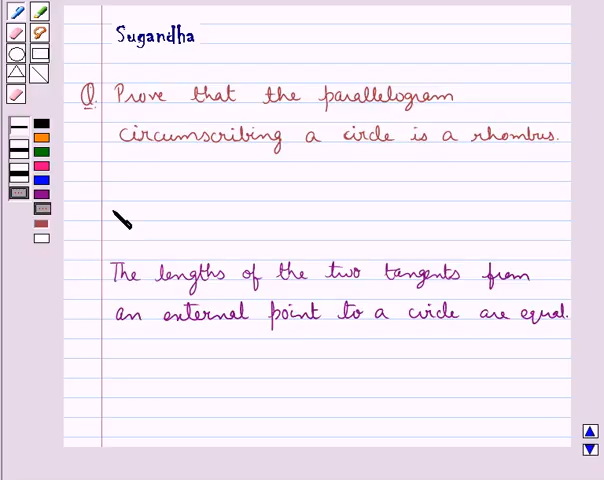 Sugandha
Q. Prove that the parallelogram
circumscribing a circle is a rhombus.
The lengths of the two tangents from
an external point to a circle are equal.